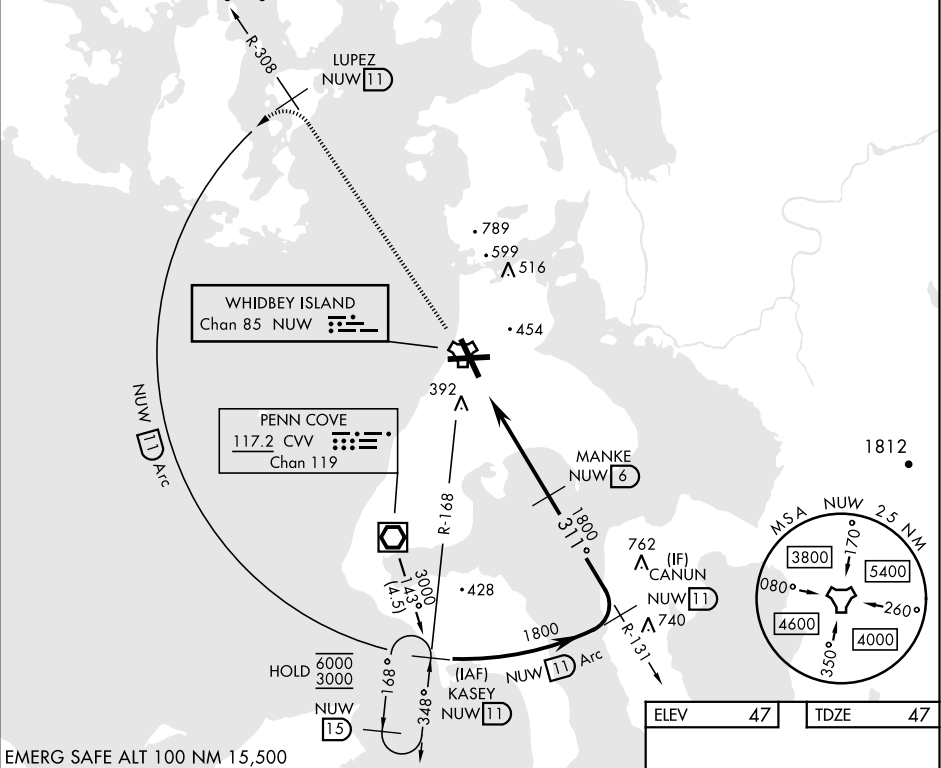 R-308
LUPEZ
NUW 11
789
599
516
WHIDBEY ISLAND
Chan 85 NUW
454
NUW 11 Arc
392
PENN COVE
117.2 CVV
Chan 119
R-168
MANKE
NUW 6
1812
1800
311°
MSA NUW 25 NM
3800
170°
5400
080°
260°
4600
4000
350°
762
(IF)
CANUN
NUW 11
740
R-131
3000
143°
(4.5)
428
1800
NUW 11 Arc
HOLD 6000
3000
168°
348°
(IAF)
KASEY
NUW 11
NUW
15
ELEV 47
TDZE 47
EMERG SAFE ALT 100 NM 15,500